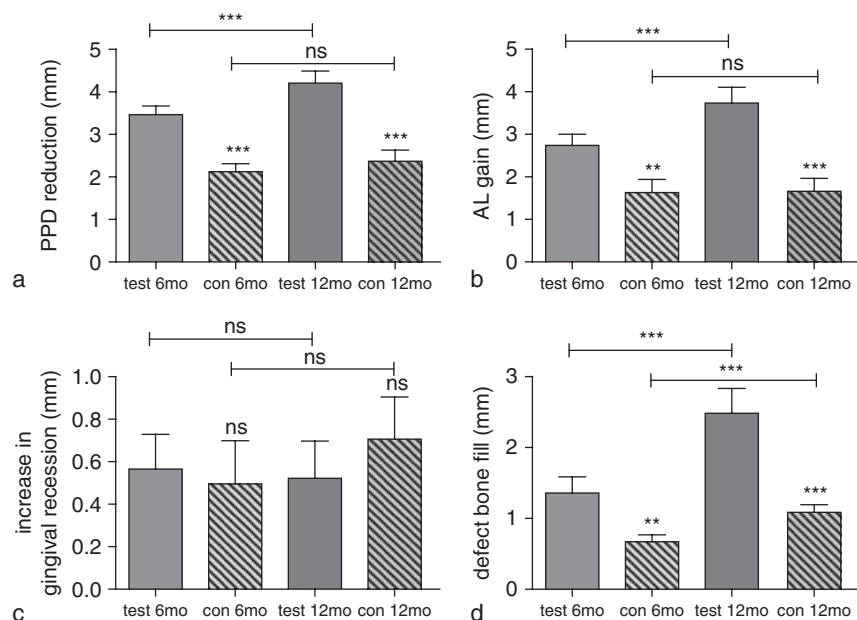 ***
ns
5
4
3
2
1
0
PPD reduction (mm)
***
***
test 6mo con 6mo test 12mo con 12mo
a
***
ns
5
4
3
2
1
0
AL gain (mm)
**
***
test 6mo con 6mo test 12mo con 12mo
b
ns
ns
ns
ns
1.0
0.8
0.6
0.4
0.2
0.0
increase in
gingival recession (mm)
test 6mo con 6mo test 12mo con 12mo
c
***
***
3
2
1
0
defect bone fill (mm)
**
***
test 6mo con 6mo test 12mo con 12mo
d